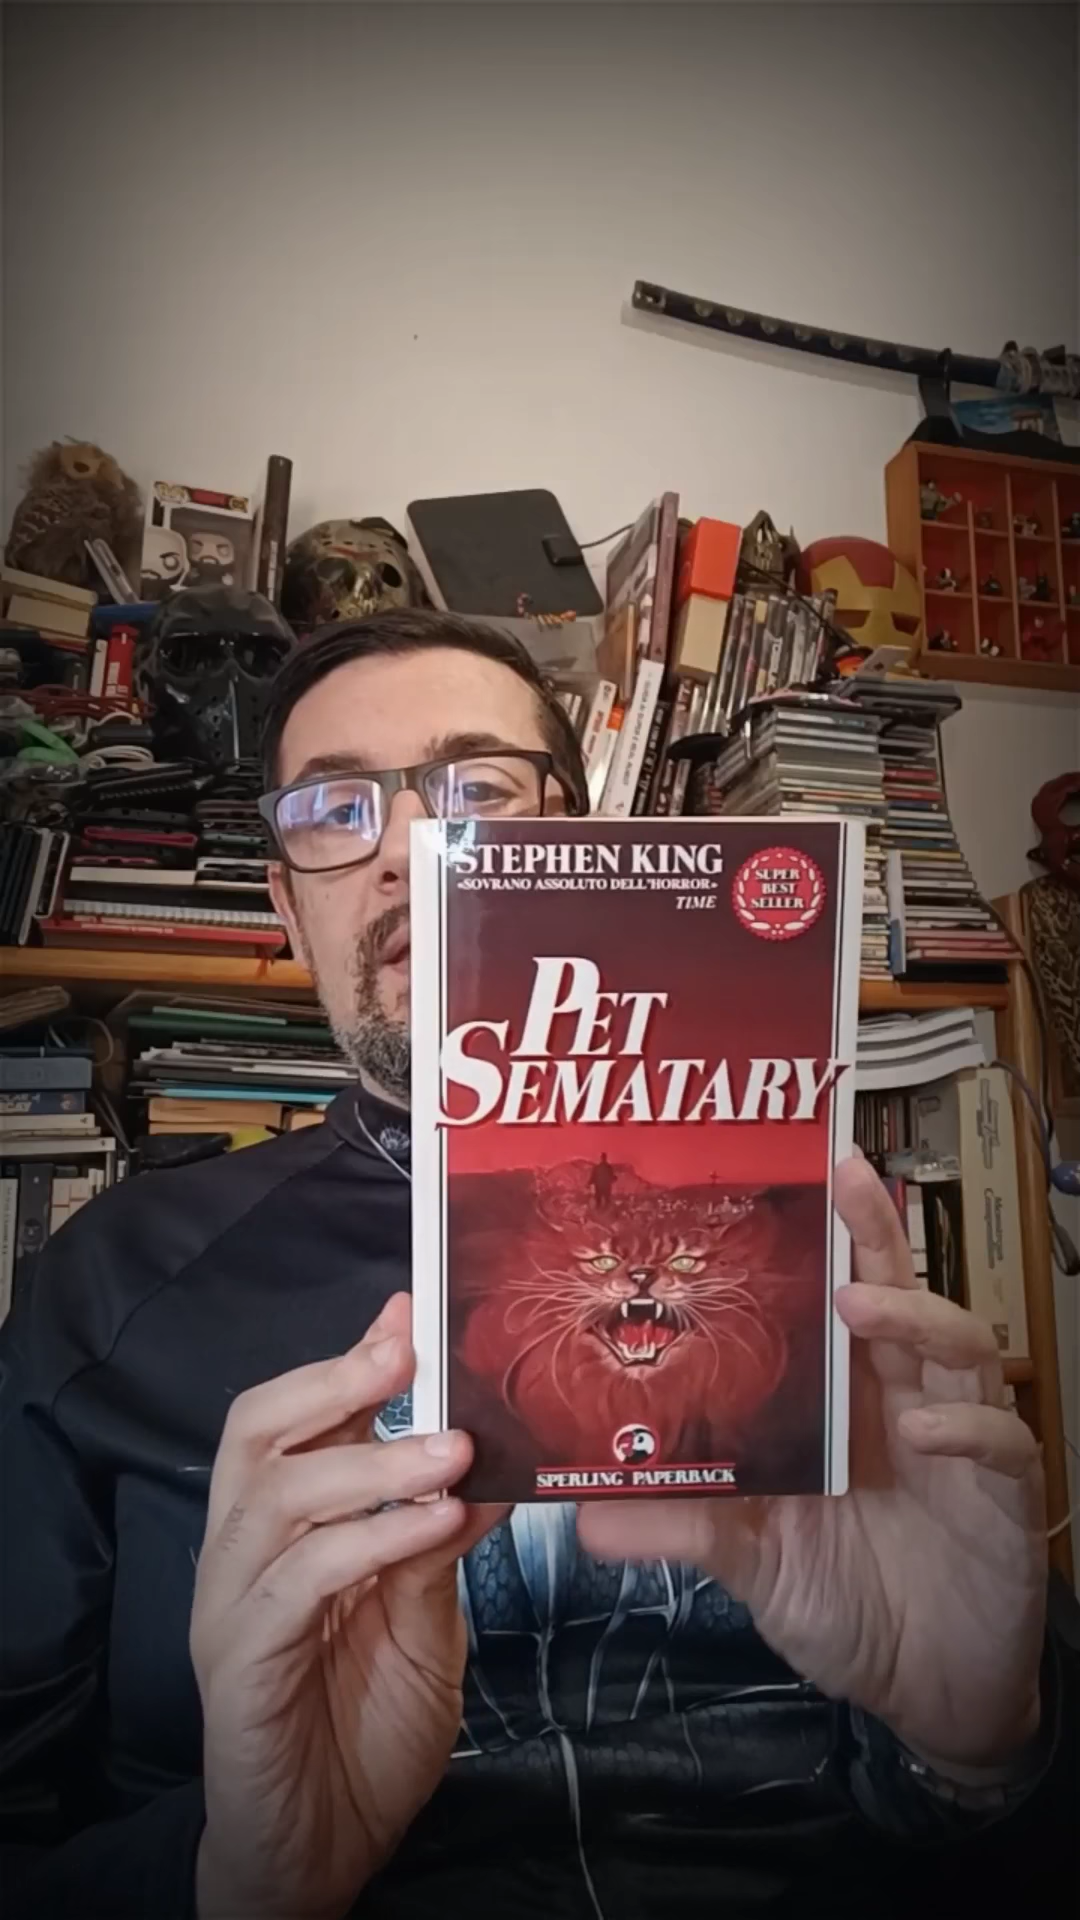 STEPHEN KING
«SOVRANO ASSOLUTO DELL'HORROR»
TIME
SUPER
BEST
SELLER
PET
SEMATARY
SPERLING PAPERBACK